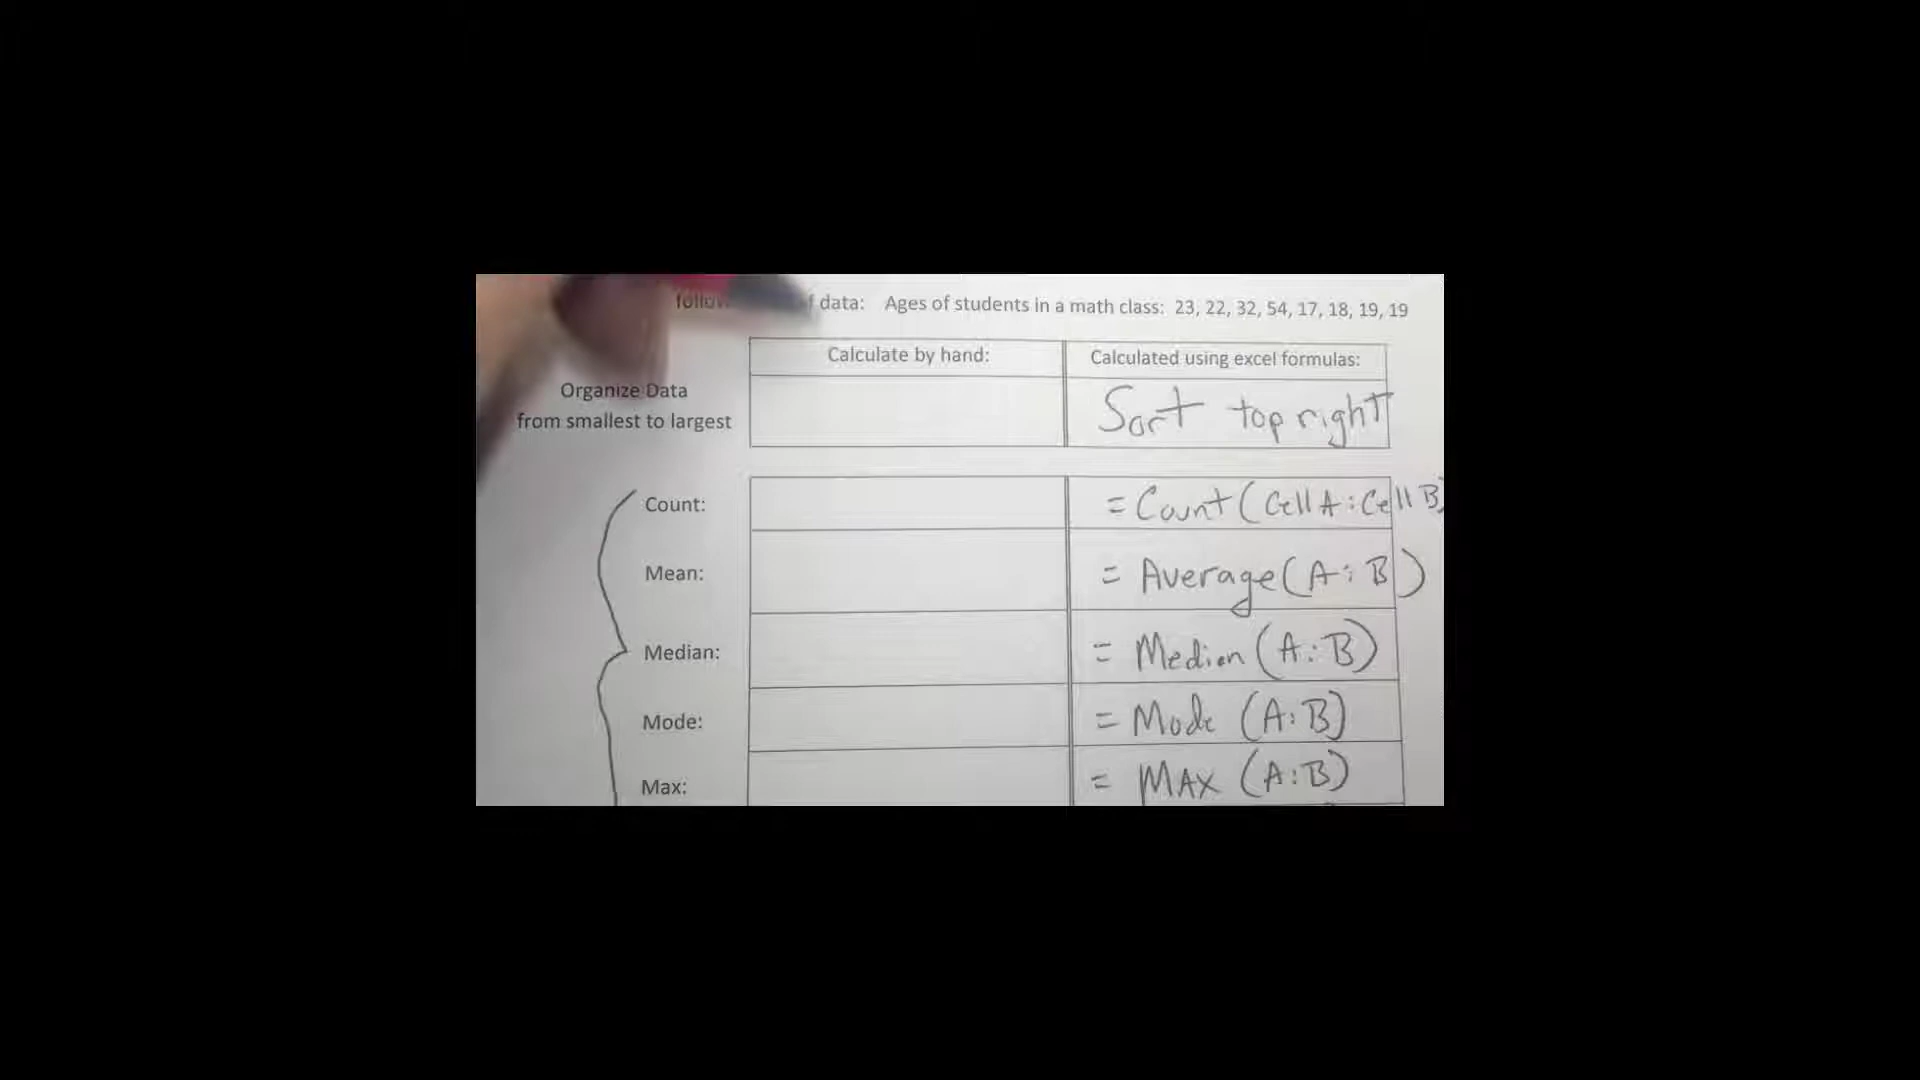 data: Ages of students in a math class: 23, 22, 32, 54, 17, 18, 19, 19
Calculate by hand: Calculated using excel formulas:
Organize Data
from smallest to largest
Sort top right
Count: = Count (Cell A : Cell B)
Mean: = Average (A : B)
Median: = Median (A : B)
Mode: = Mode (A : B)
Max: = MAX (A : B)